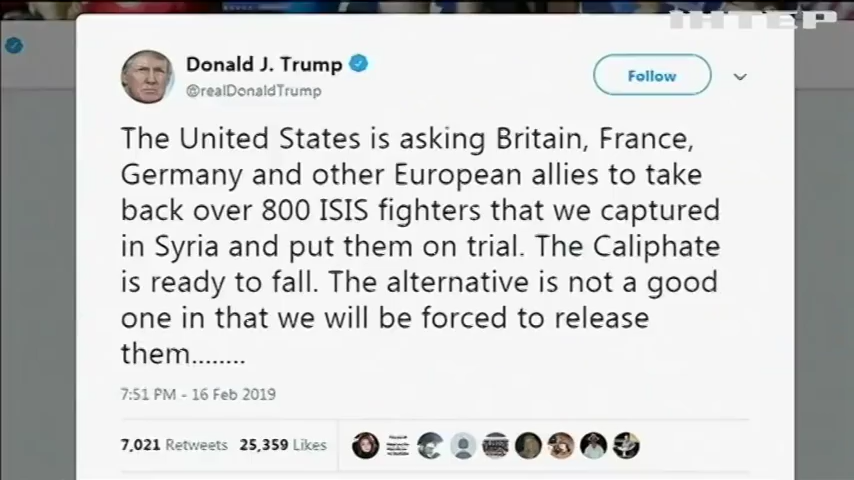 ІНТЕР
Donald J. Trump
@realDonaldTrump
Follow
The United States is asking Britain, France,
Germany and other European allies to take
back over 800 ISIS fighters that we captured
in Syria and put them on trial. The Caliphate
is ready to fall. The alternative is not a good
one in that we will be forced to release
them........
7:51 PM - 16 Feb 2019
7,021 Retweets 25,359 Likes